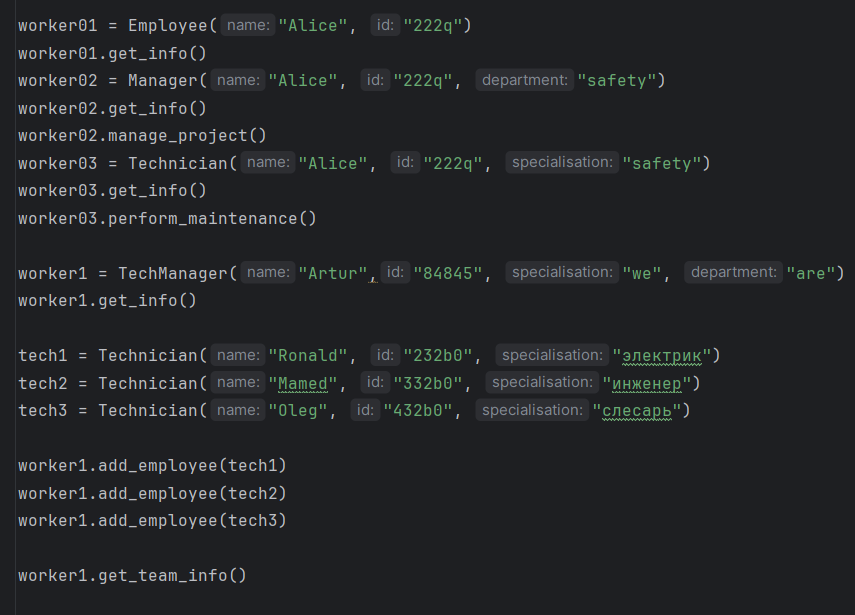 worker01 = Employee( name: "Alice", id: "222q")
worker01.get_info()
worker02 = Manager( name: "Alice", id: "222q", department: "safety")
worker02.get_info()
worker02.manage_project()
worker03 = Technician( name: "Alice", id: "222q", specialisation: "safety")
worker03.get_info()
worker03.perform_maintenance()
worker1 = TechManager( name: "Artur", id: "84845", specialisation: "we", department: "are")
worker1.get_info()
tech1 = Technician( name: "Ronald", id: "232b0", specialisation: "электрик")
tech2 = Technician( name: "Mamed", id: "332b0", specialisation: "инженер")
tech3 = Technician( name: "Oleg", id: "432b0", specialisation: "слесарь")
worker1.add_employee(tech1)
worker1.add_employee(tech2)
worker1.add_employee(tech3)
worker1.get_team_info()